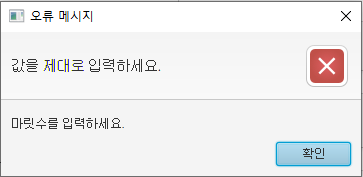 오류 메시지
값을 제대로 입력하세요.
마릿수를 입력하세요.
확인